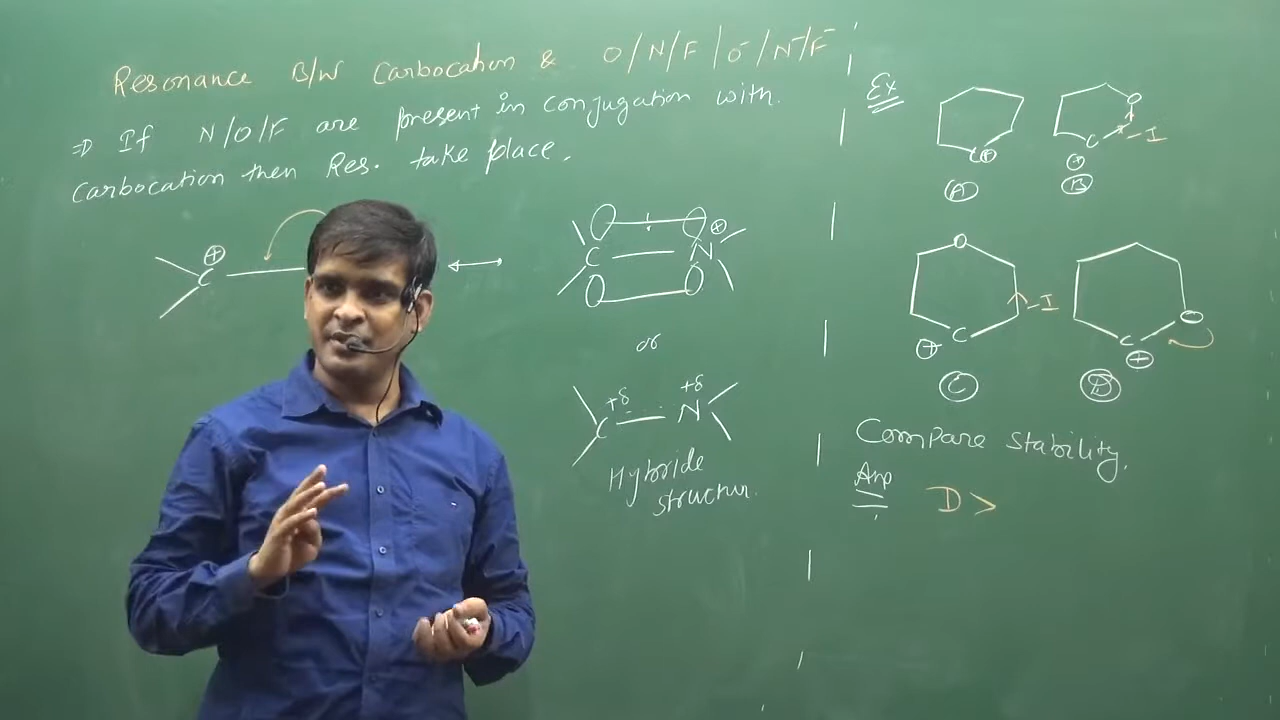 Resonance B/W Carbocation & O/N/F | O⁻/N⁻/F⁻
⇒ If N/O/F are present in conjugation with
carbocation then Res. take place.
C ⊕
↔
C N ⊕
or
C +δ N +δ
Hybride
structur.
Ex
C⊕
Ⓐ
O
C ⊕ -I
Ⓑ
O
-I
⊕ C
Ⓒ
O
C ⊕
Ⓓ
Compare Stability.
Ans D >